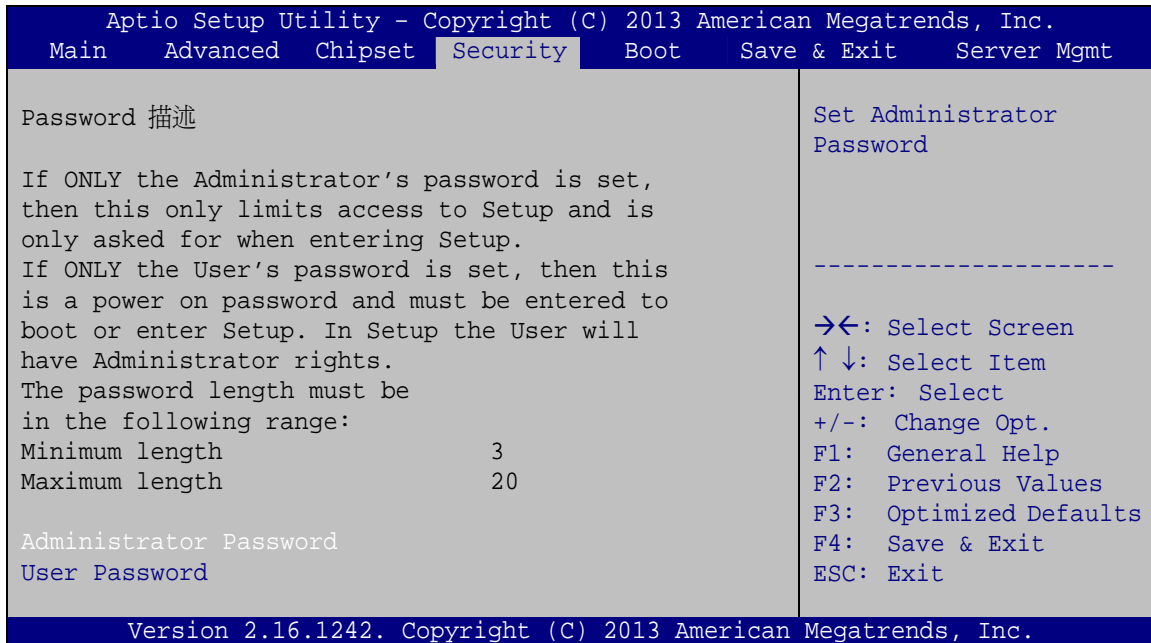 Aptio Setup Utility – Copyright (C) 2013 American Megatrends, Inc.
Main Advanced Chipset Security Boot Save & Exit Server Mgmt
Password 描述
If ONLY the Administrator’s password is set,
then this only limits access to Setup and is
only asked for when entering Setup.
If ONLY the User’s password is set, then this
is a power on password and must be entered to
boot or enter Setup. In Setup the User will
have Administrator rights.
The password length must be
in the following range:
Minimum length 3
Maximum length 20
Administrator Password
User Password
Set Administrator
Password
---------------------
→←: Select Screen
↑ ↓: Select Item
Enter: Select
+/-: Change Opt.
F1: General Help
F2: Previous Values
F3: Optimized Defaults
F4: Save & Exit
ESC: Exit
Version 2.16.1242. Copyright (C) 2013 American Megatrends, Inc.